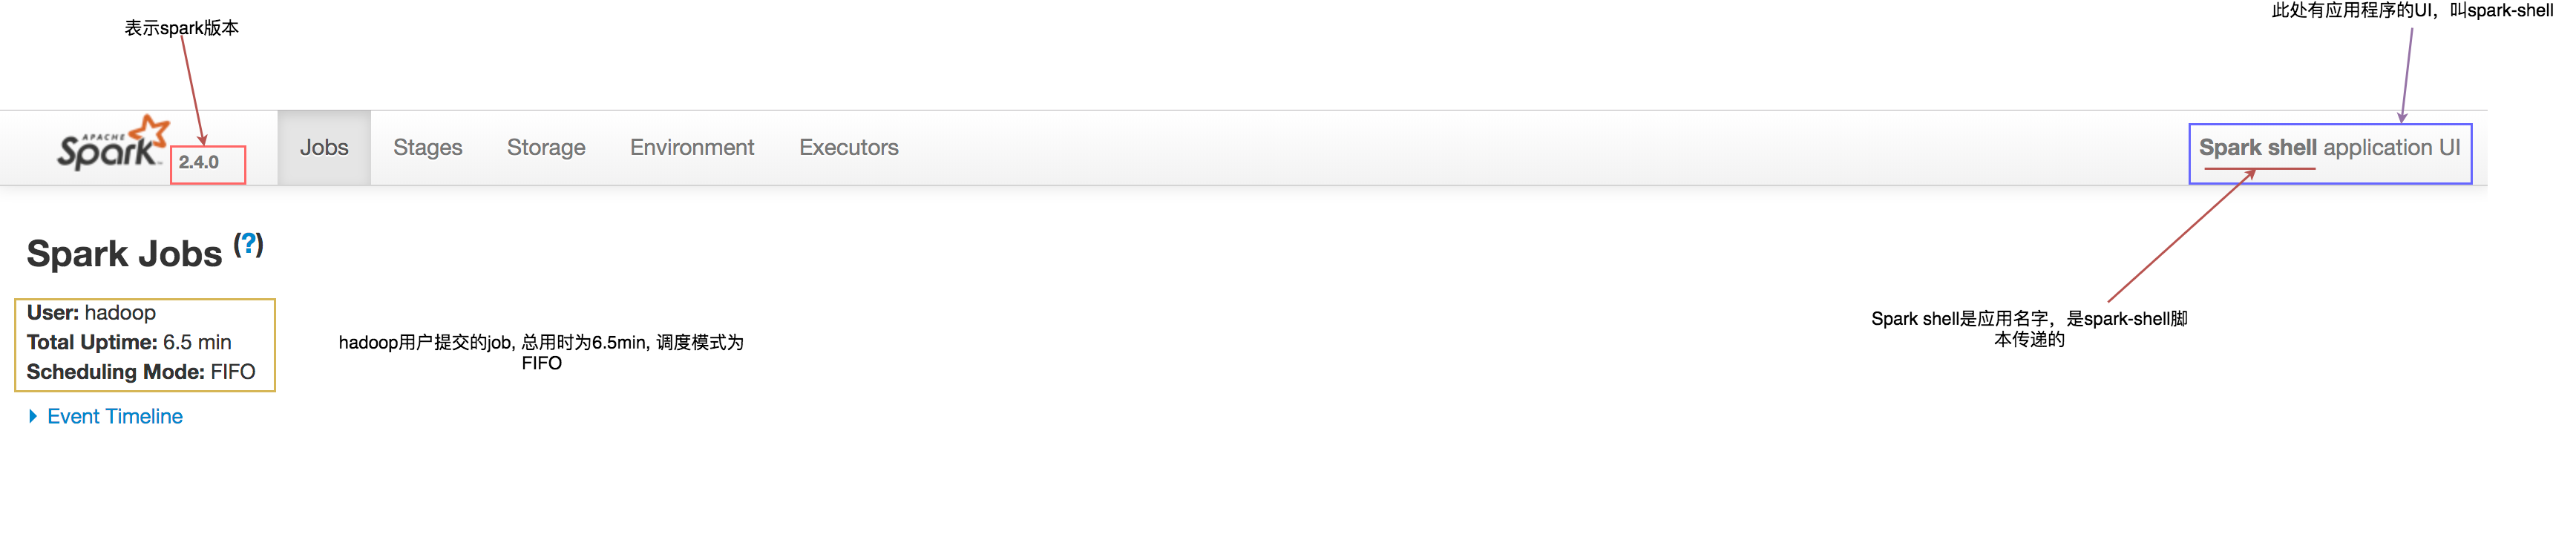 表示spark版本
此处有应用程序的UI，叫spark-shell
APACHE
Spark 2.4.0
Jobs
Stages
Storage
Environment
Executors
Spark shell application UI
Spark Jobs (?)
User: hadoop
Total Uptime: 6.5 min
Scheduling Mode: FIFO
Event Timeline
hadoop用户提交的job, 总用时为6.5min, 调度模式为
FIFO
Spark shell是应用名字，是spark-shell脚
本传递的